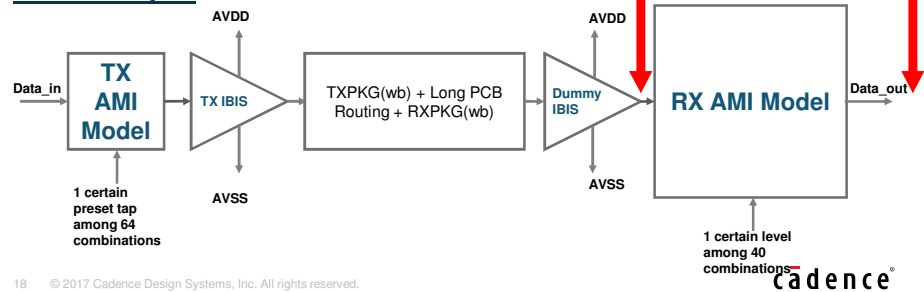 AVDD
AVDD
Data_in
TX
AMI
Model
TX IBIS
TXPKG(wb) + Long PCB
Routing + RXPKG(wb)
Dummy
IBIS
RX AMI Model
Data_out
AVSS
AVSS
1 certain
preset tap
among 64
combinations
1 certain level
among 40
combinations
18 © 2017 Cadence Design Systems, Inc. All rights reserved.
cādence®